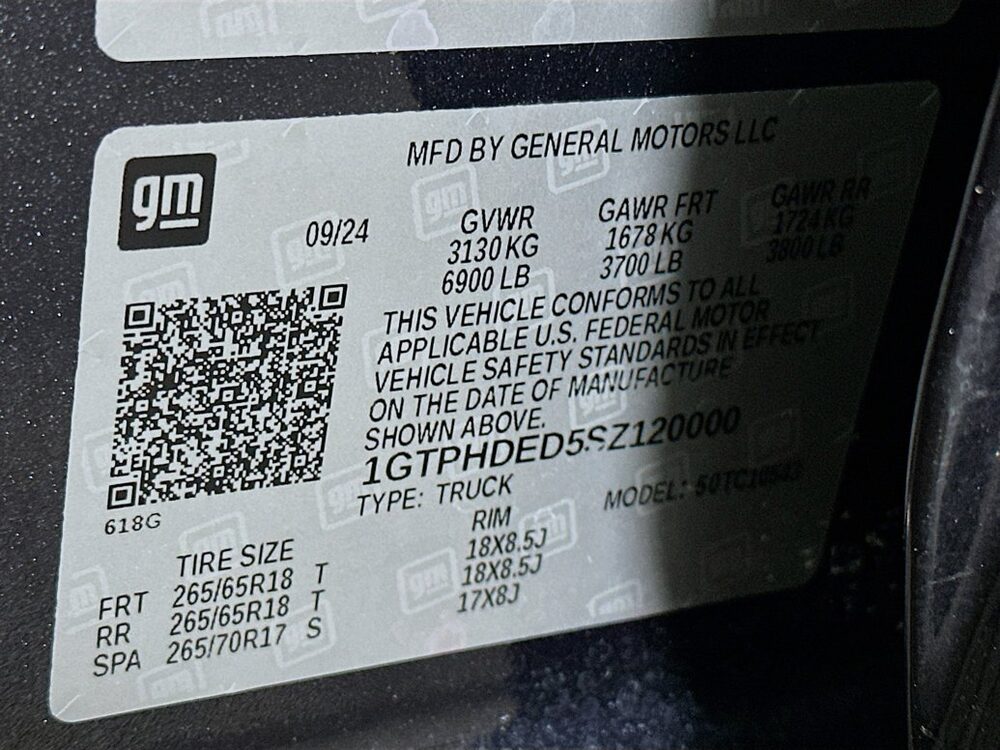 gm
MFD BY GENERAL MOTORS LLC
09/24
GVWR GAWR FRT GAWR RR
3130 KG 1678 KG 1724 KG
6900 LB 3700 LB 3800 LB
THIS VEHICLE CONFORMS TO ALL
APPLICABLE U.S. FEDERAL MOTOR
VEHICLE SAFETY STANDARDS IN EFFECT
ON THE DATE OF MANUFACTURE
SHOWN ABOVE.
1GTPHDED5SZ120000
TYPE: TRUCK MODEL:
618G
TIRE SIZE RIM
FRT 265/65R18 T 18X8.5J
RR 265/65R18 T 18X8.5J
SPA 265/70R17 S 17X8J